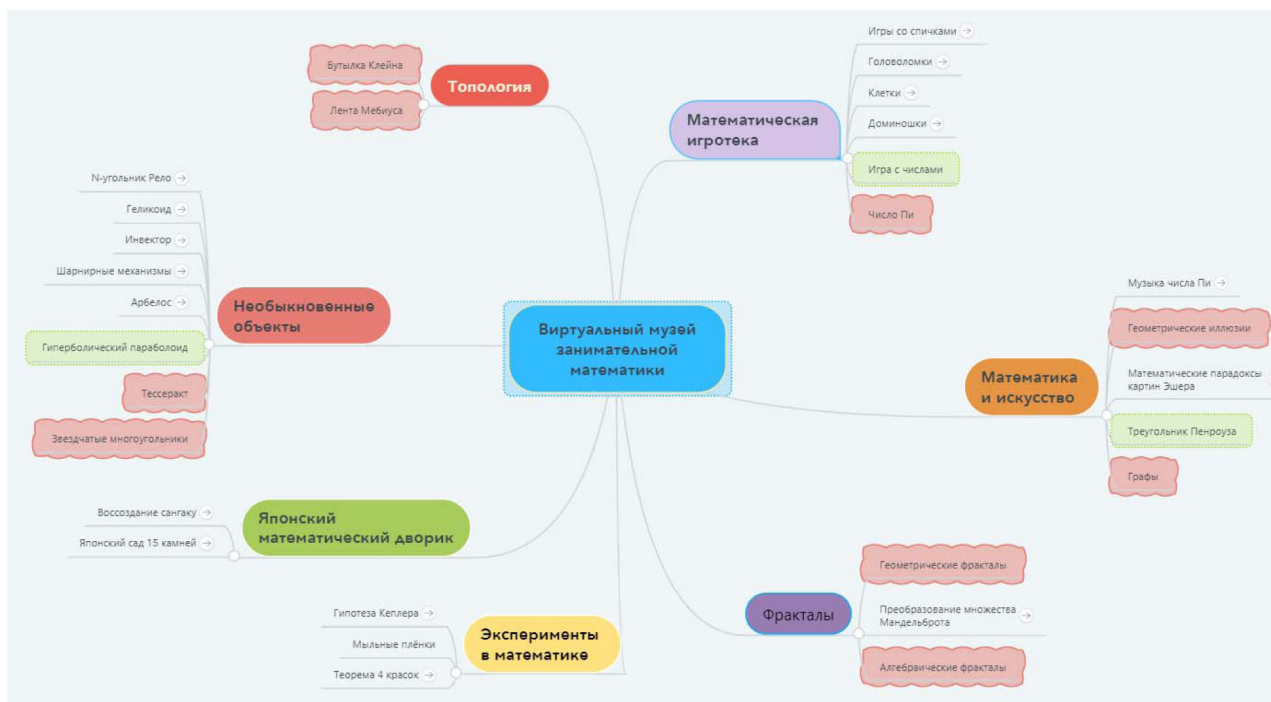 Бутылка Клейна
Лента Мебиуса
Топология
Математическая
игротека
Игры со спичками
Головоломки
Клетки
Доминошки
Игра с числами
Число Пи
N-угольник Рело
Геликоид
Инвектор
Шарнирные механизмы
Арбелос
Гиперболический параболоид
Тессеракт
Звездчатые многоугольники
Необыкновенные
объекты
Виртуальный музей
занимательной
математики
Математика
и искусство
Музыка числа Пи
Геометрические иллюзии
Математические парадоксы
картин Эшера
Треугольник Пенроуза
Графы
Воссоздание сангаку
Японский сад 15 камней
Японский
математический дворик
Гипотеза Кеплера
Мыльные плёнки
Теорема 4 красок
Эксперименты
в математике
Фракталы
Геометрические фракталы
Преобразование множества
Мандельброта
Алгебраические фракталы